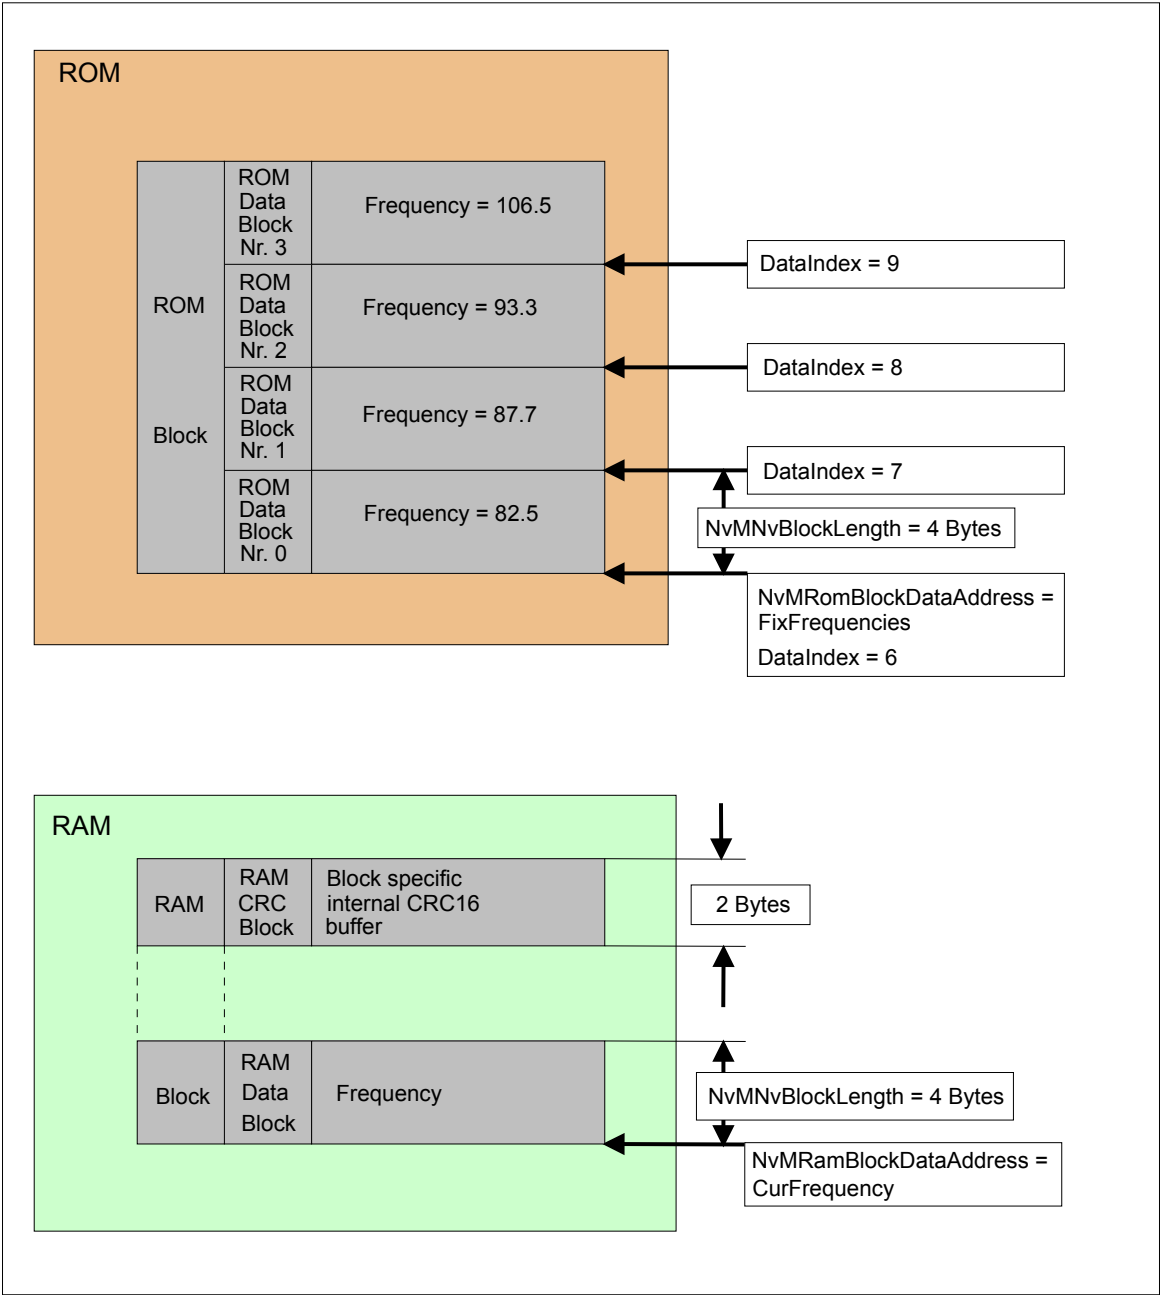 ROM
ROM
Data
Block
Nr. 3
Frequency = 106.5
DataIndex = 9
ROM
ROM
Data
Block
Nr. 2
Frequency = 93.3
DataIndex = 8
Block
ROM
Data
Block
Nr. 1
Frequency = 87.7
DataIndex = 7
ROM
Data
Block
Nr. 0
Frequency = 82.5
NvMNvBlockLength = 4 Bytes
NvMRomBlockDataAddress =
FixFrequencies
DataIndex = 6
RAM
RAM
RAM
CRC
Block
Block specific
internal CRC16
buffer
2 Bytes
Block
RAM
Data
Block
Frequency
NvMNvBlockLength = 4 Bytes
NvMRamBlockDataAddress =
CurFrequency